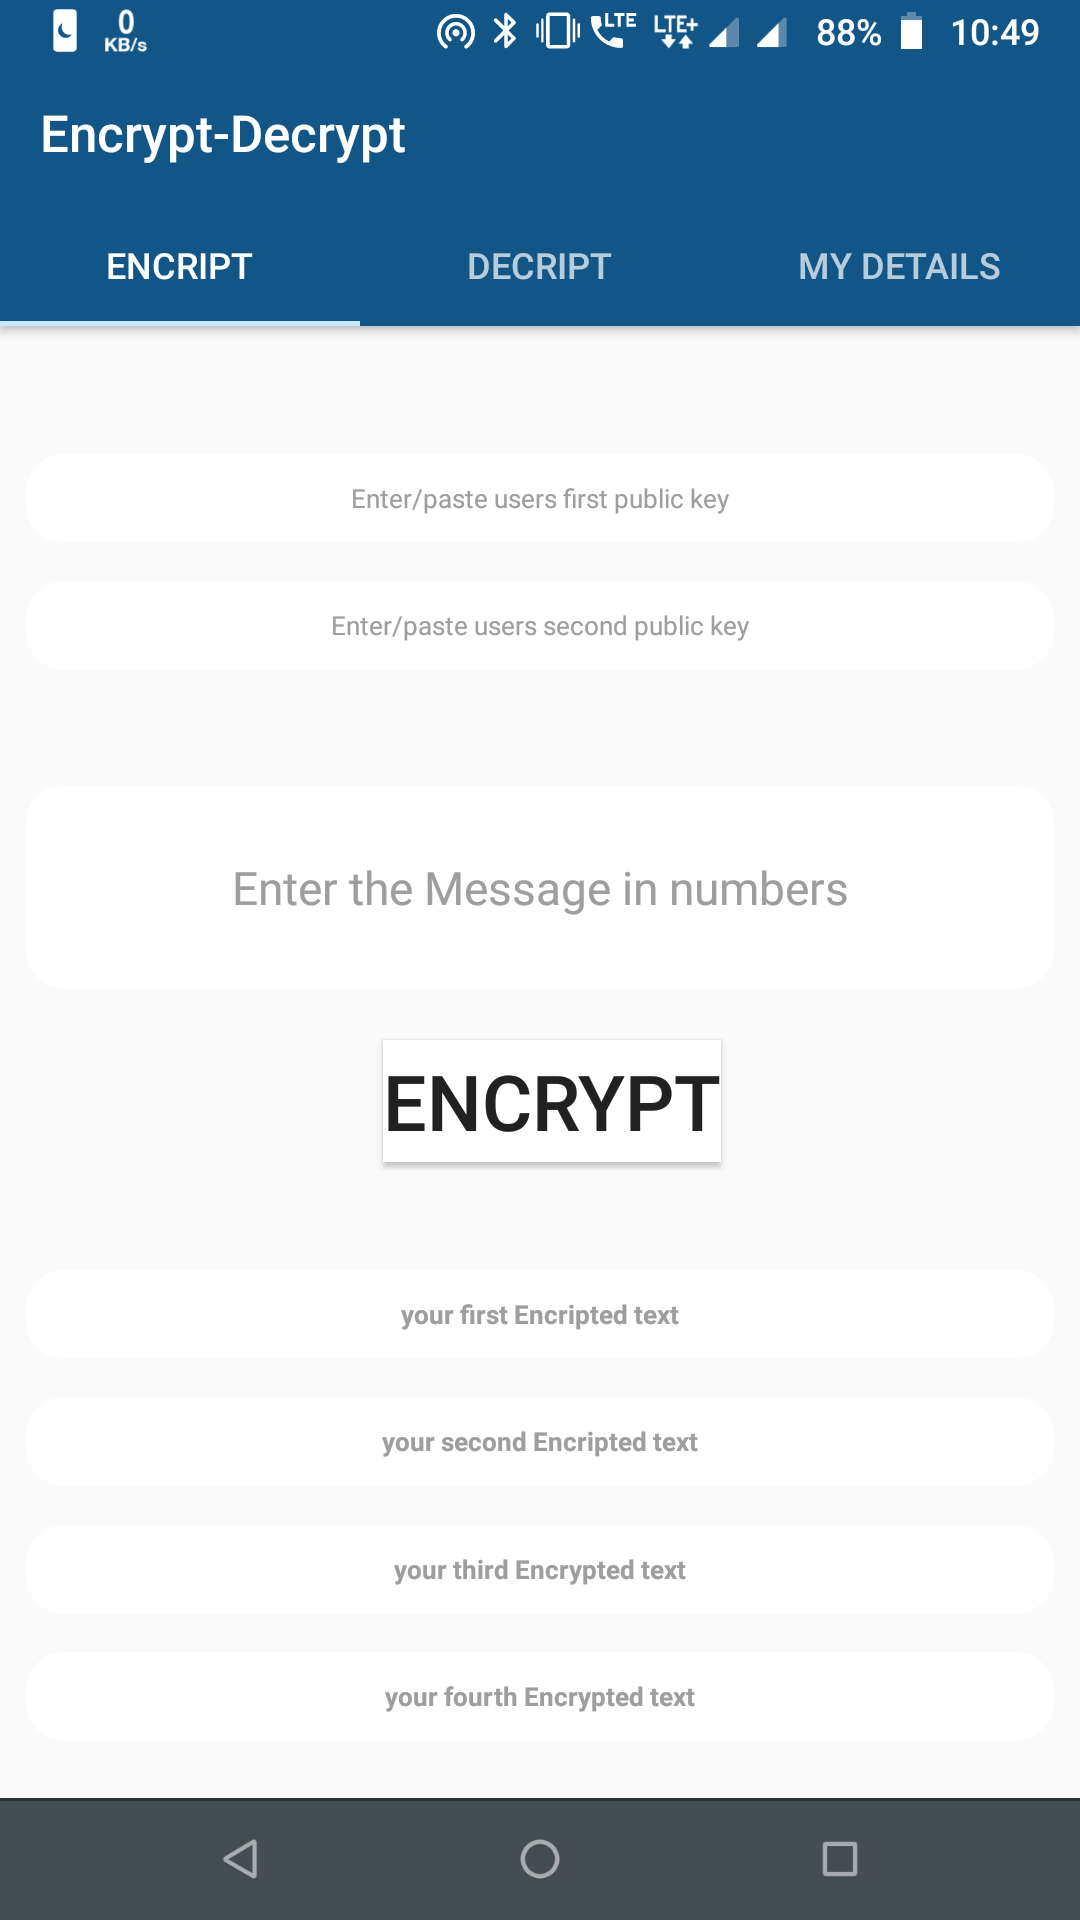 0 KB/s LTE LTE+ 88% 10:49
Encrypt-Decrypt
ENCRIPT DECRIPT MY DETAILS
Enter/paste users first public key
Enter/paste users second public key
Enter the Message in numbers
ENCRYPT
your first Encripted text
your second Encripted text
your third Encrypted text
your fourth Encrypted text